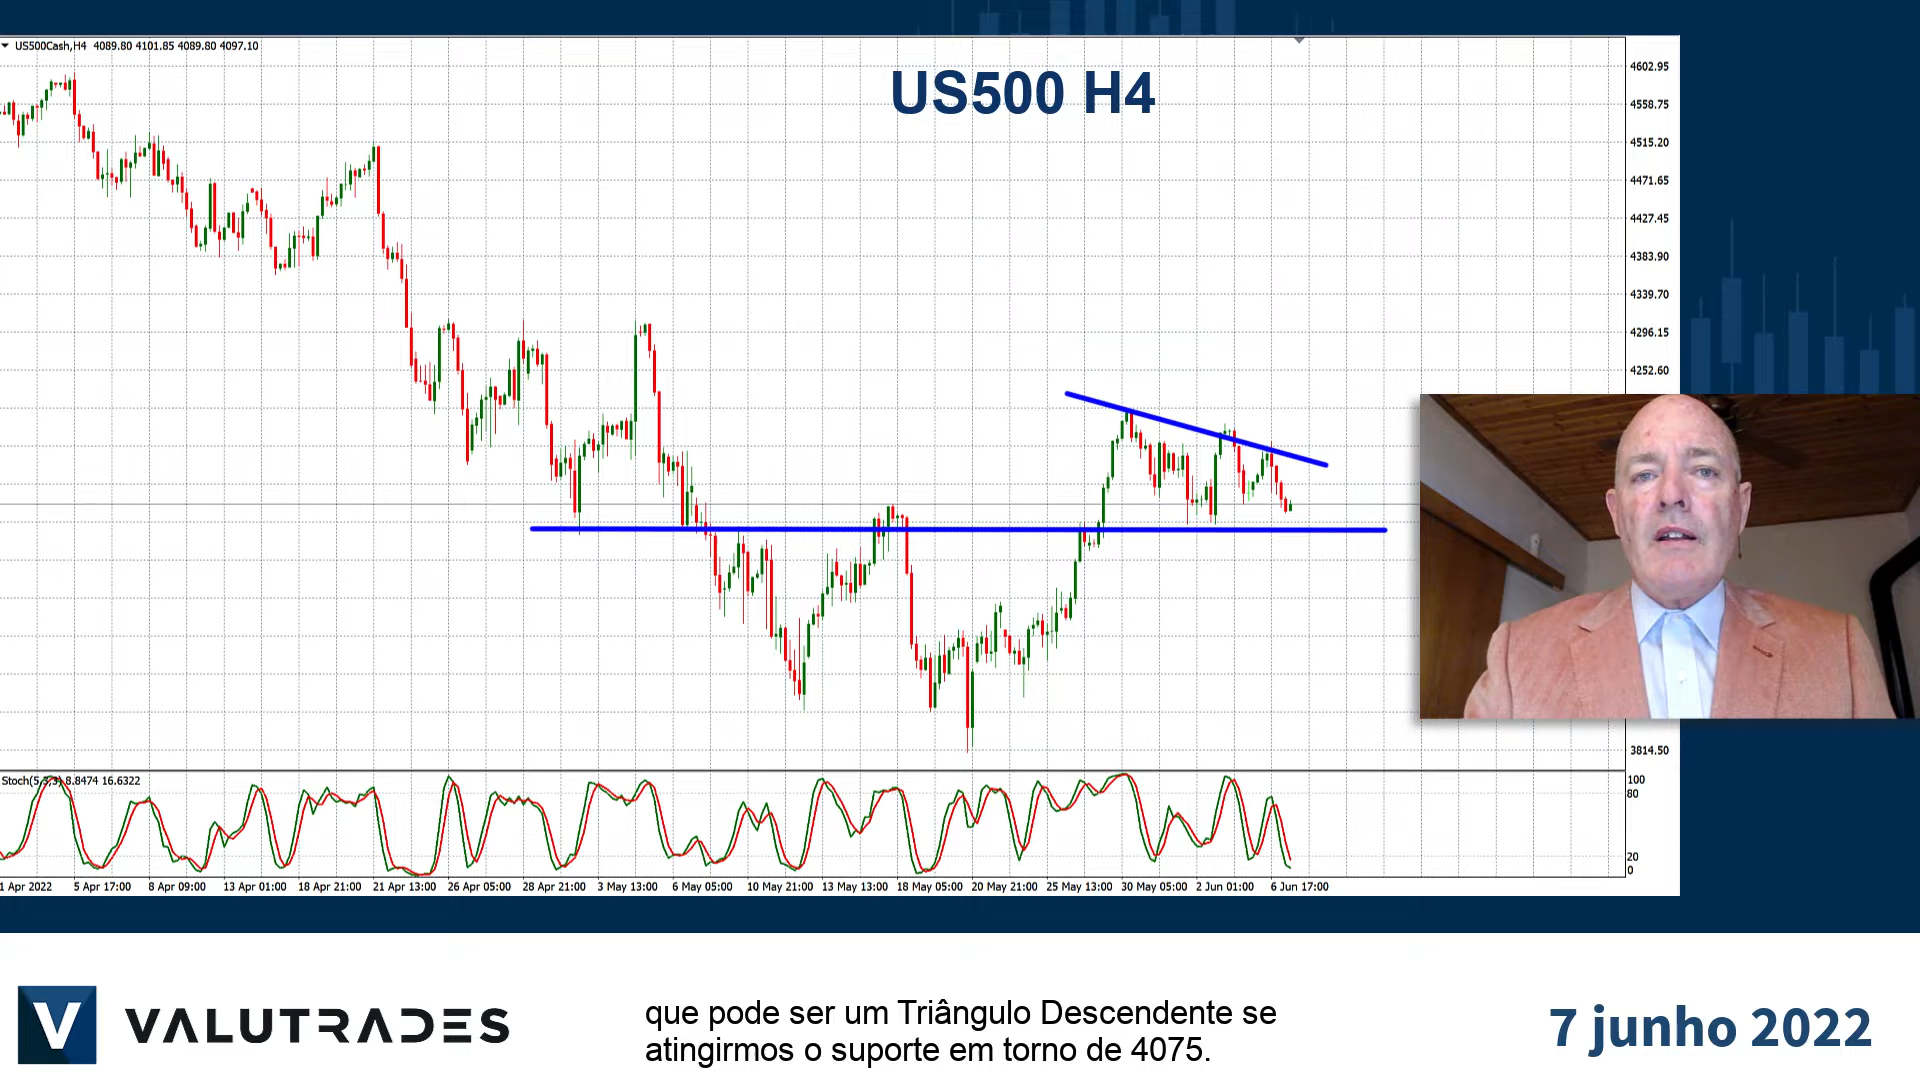 US500Cash,H4 4089.80 4101.85 4089.80 4097.10
US500 H4
4602.95
4558.75
4515.20
4471.65
4427.45
4383.90
4339.70
4296.15
4252.60
3814.50
Stoch(5,3,3) 8.8474 16.6322
100
80
20
0
1 Apr 2022 5 Apr 17:00 8 Apr 09:00 13 Apr 01:00 18 Apr 21:00 21 Apr 13:00 26 Apr 05:00 28 Apr 21:00 3 May 13:00 6 May 05:00 10 May 21:00 13 May 13:00 18 May 05:00 20 May 21:00 25 May 13:00 30 May 05:00 2 Jun 01:00 6 Jun 17:00
V VALUTRADES
que pode ser um Triângulo Descendente se
atingirmos o suporte em torno de 4075.
7 junho 2022